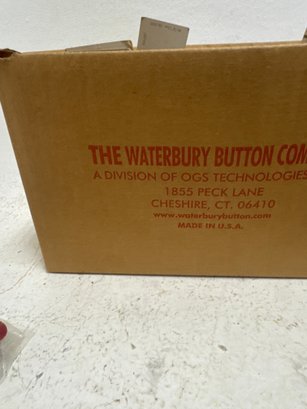 THE WATERBURY BUTTON COM
A DIVISION OF OGS TECHNOLOGIES
1855 PECK LANE
CHESHIRE, CT. 06410
www.waterburybutton.com
MADE IN U.S.A.